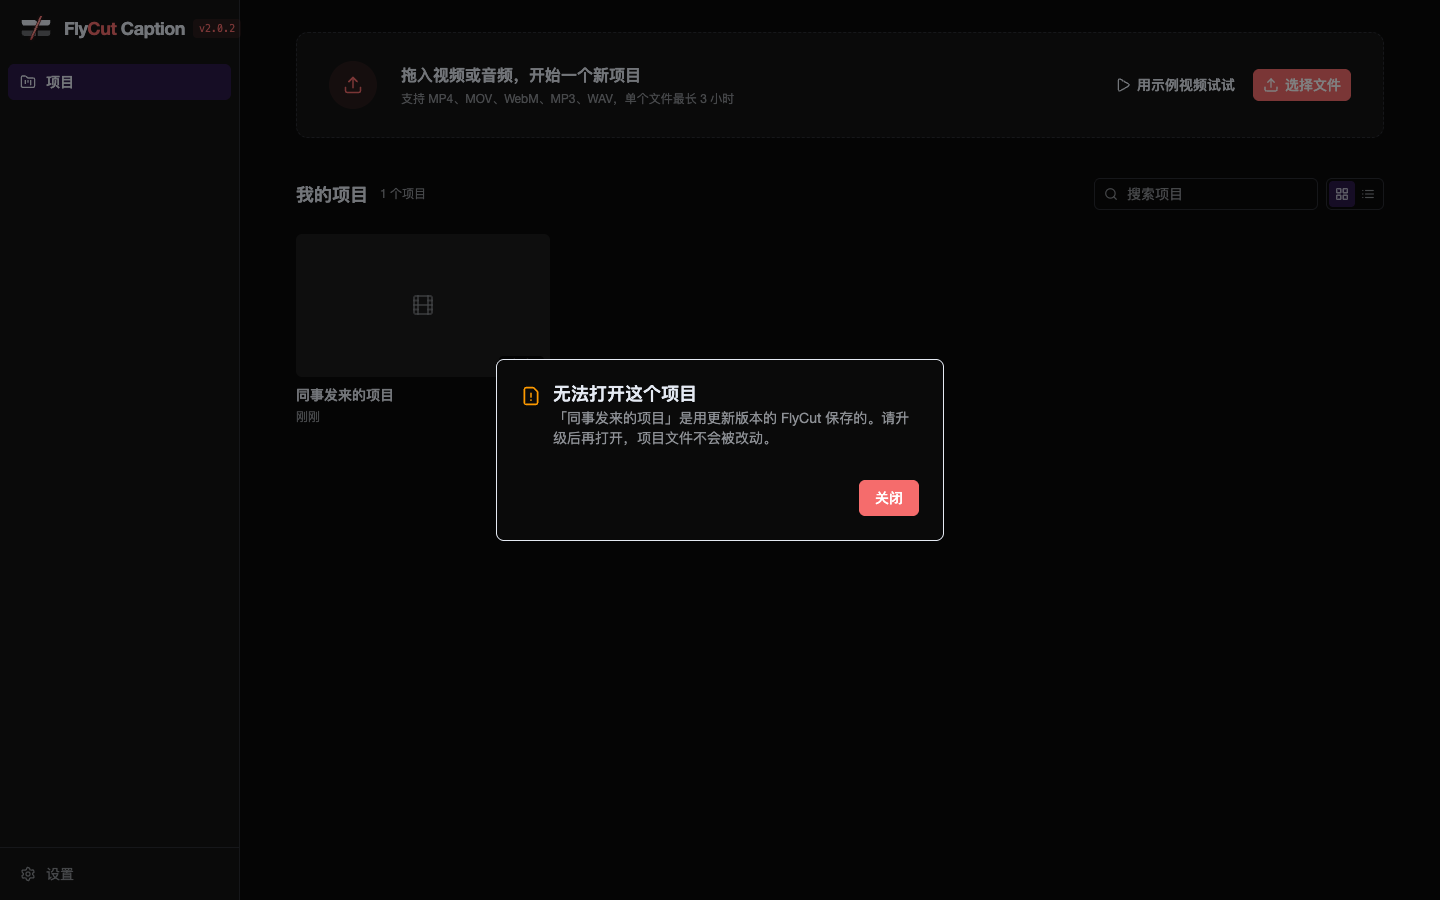 FlyCut Caption v2.0.2
项目
拖入视频或音频，开始一个新项目
支持 MP4、MOV、WebM、MP3、WAV，单个文件最长 3 小时
用示例视频试试
选择文件
我的项目 1 个项目
搜索项目
同事发来的项目
刚刚
无法打开这个项目
「同事发来的项目」是用更新版本的 FlyCut 保存的。请升
级后再打开，项目文件不会被改动。
关闭
设置